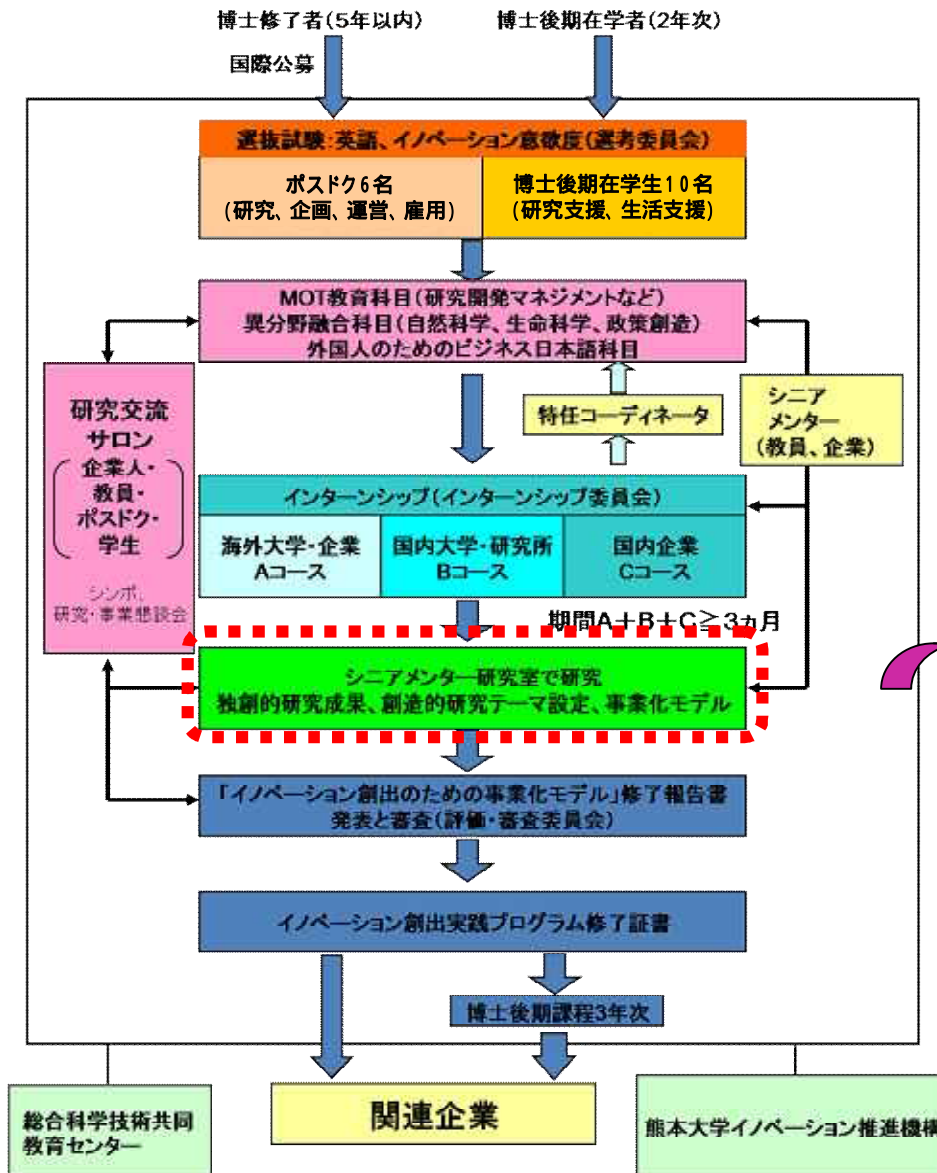 博士修了者(5年以内)
博士後期在学者(2年次)
国際公募
選抜試験:英語、イノベーション意欲度(選考委員会)
ポスドク6名
(研究、企画、運営、雇用)
博士後期在学生10名
(研究支援、生活支援)
MOT教育科目(研究開発マネジメントなど)
異分野融合科目(自然科学、生命科学、政策創造)
外国人のためのビジネス日本語科目
研究交流
サロン
企業人・
教員・
ポスドク・
学生
シンポ、
研究・事業懇談会
特任コーディネータ
シニア
メンター
(教員、企業)
インターンシップ(インターンシップ委員会)
海外大学・企業
Aコース
国内大学・研究所
Bコース
国内企業
Cコース
期間A+B+C≧3ヵ月
シニアメンター研究室で研究
独創的研究成果、創造的研究テーマ設定、事業化モデル
「イノベーション創出のための事業化モデル」修了報告書
発表と審査(評価・審査委員会)
イノベーション創出実践プログラム修了証書
博士後期課程3年次
関連企業
総合科学技術共同
教育センター
熊本大学イノベーション推進機構